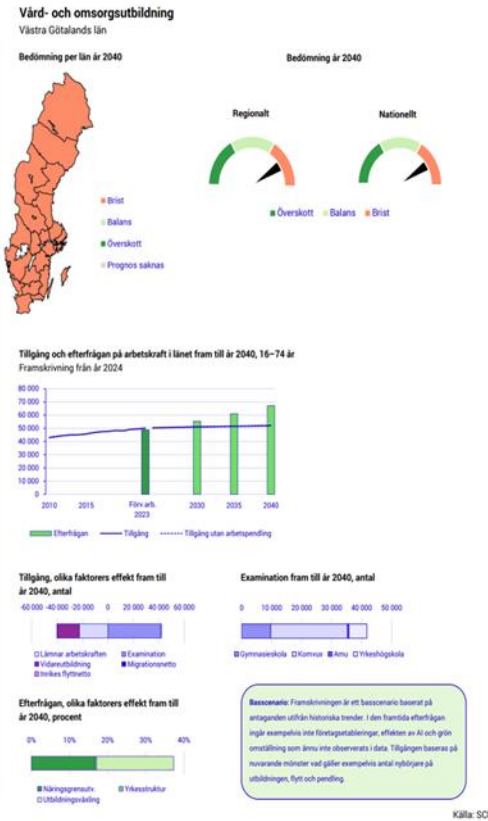 Vård- och omsorgsutbildning
Västra Götalands län
Bedömning per län år 2040
Brist
Balans
Överskott
Prognos saknas
Bedömning år 2040
Regionalt
Nationellt
Överskott Balans Brist
Tillgång och efterfrågan på arbetskraft i länet fram till år 2040, 16–74 år
Framskrivning från år 2024
80 000
70 000
60 000
50 000
40 000
30 000
20 000
10 000
0
2010 2015 Förv arb. 2030 2035 2040
2023
Efterfrågan Tillgång Tillgång utan arbetspendling
Tillgång, olika faktorers effekt fram till
år 2040, antal
-60 000 -40 000 -20 000 0 20 000 40 000 60 000
Lämnar arbetskraften Examination
Vidareutbildning Migrationsnetto
Inrikes flyttnetto
Examination fram till år 2040, antal
0 10 000 20 000 30 000 40 000 50 000
Gymnasieskola Komvux Amu Yrkeshögskola
Efterfrågan, olika faktorers effekt fram till
år 2040, procent
0% 10% 20% 30% 40%
Näringsgrensutv. Yrkesstruktur
Utbildningsväxling
Basscenario: Framskrivningen är ett basscenario baserat på
antaganden utifrån historiska trender. I den framtida efterfrågan
ingår exempelvis inte företagsetableringar, effekten av AI och grön
omställning som ännu inte observerats i data. Tillgången baseras på
nuvarande mönster vad gäller exempelvis antal nybörjare på
utbildningen, flytt och pendling.
Källa: SCB